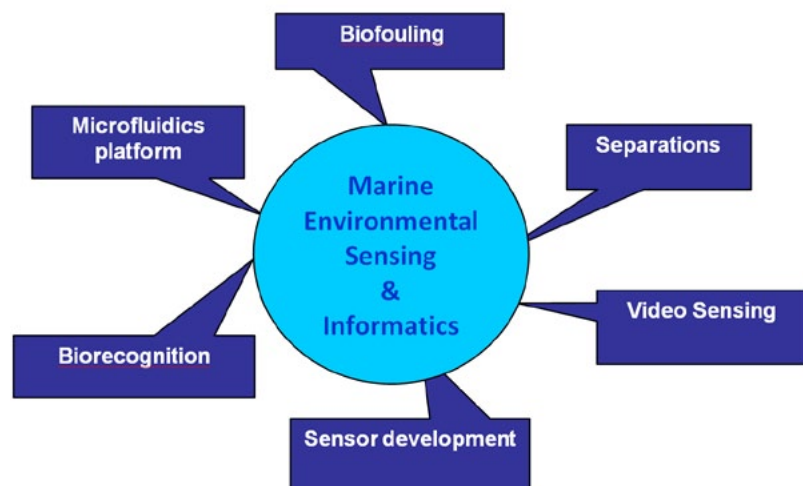 Biofouling
Microfluidics
platform
Separations
Marine
Environmental
Sensing
&
Informatics
Video Sensing
Biorecognition
Sensor development